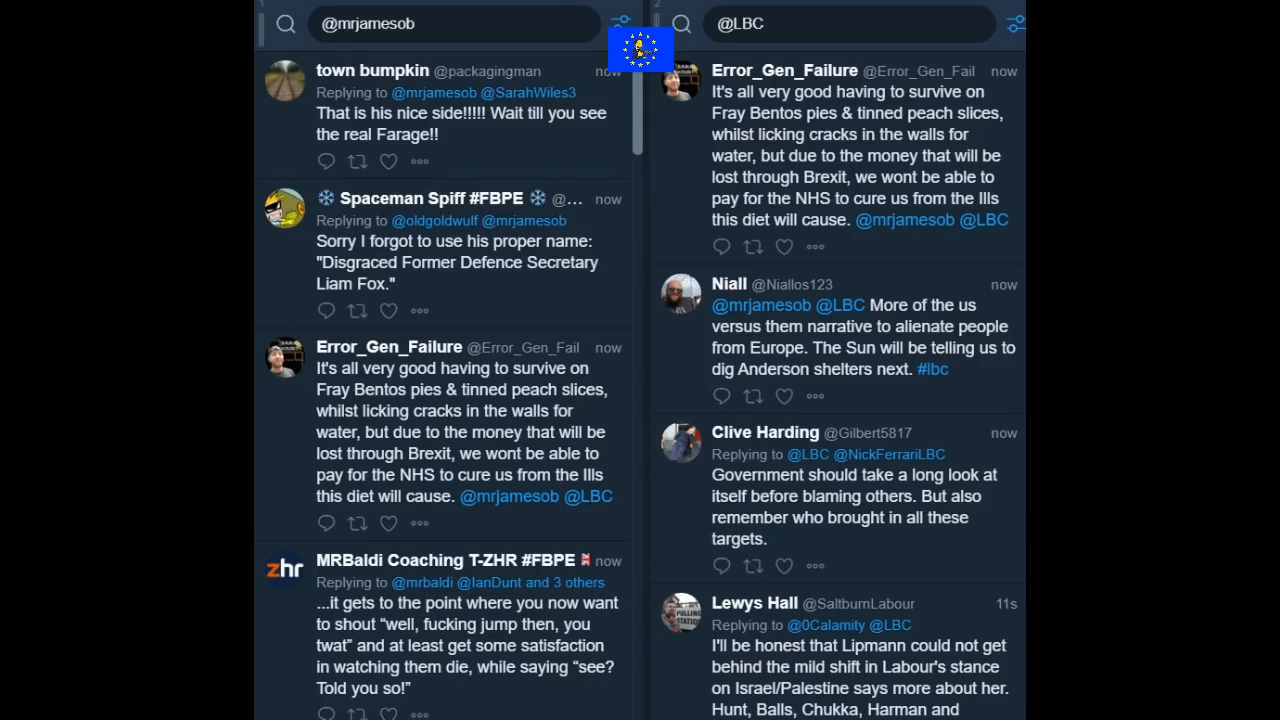 1
@mrjamesob
town bumpkin @packagingman now
Replying to @mrjamesob @SarahWiles3
That is his nice side!!!!! Wait till you see
the real Farage!!
Spaceman Spiff #FBPE @... now
Replying to @oldgoldwulf @mrjamesob
Sorry I forgot to use his proper name:
"Disgraced Former Defence Secretary
Liam Fox."
Error_Gen_Failure @Error_Gen_Fail now
It's all very good having to survive on
Fray Bentos pies & tinned peach slices,
whilst licking cracks in the walls for
water, but due to the money that will be
lost through Brexit, we wont be able to
pay for the NHS to cure us from the Ills
this diet will cause. @mrjamesob @LBC
zhr
MRBaldi Coaching T-ZHR #FBPE now
Replying to @mrbaldi @IanDunt and 3 others
...it gets to the point where you now want
to shout “well, fucking jump then, you
twat” and at least get some satisfaction
in watching them die, while saying “see?
Told you so!”
2
@LBC
Error_Gen_Failure @Error_Gen_Fail now
It's all very good having to survive on
Fray Bentos pies & tinned peach slices,
whilst licking cracks in the walls for
water, but due to the money that will be
lost through Brexit, we wont be able to
pay for the NHS to cure us from the Ills
this diet will cause. @mrjamesob @LBC
Niall @Niallos123 now
@mrjamesob @LBC More of the us
versus them narrative to alienate people
from Europe. The Sun will be telling us to
dig Anderson shelters next. #lbc
Clive Harding @Gilbert5817 now
Replying to @LBC @NickFerrariLBC
Government should take a long look at
itself before blaming others. But also
remember who brought in all these
targets.
POLLING
STATION
Lewys Hall @SaltburnLabour 11s
Replying to @0Calamity @LBC
I'll be honest that Lipmann could not get
behind the mild shift in Labour's stance
on Israel/Palestine says more about her.
Hunt, Balls, Chukka, Harman and